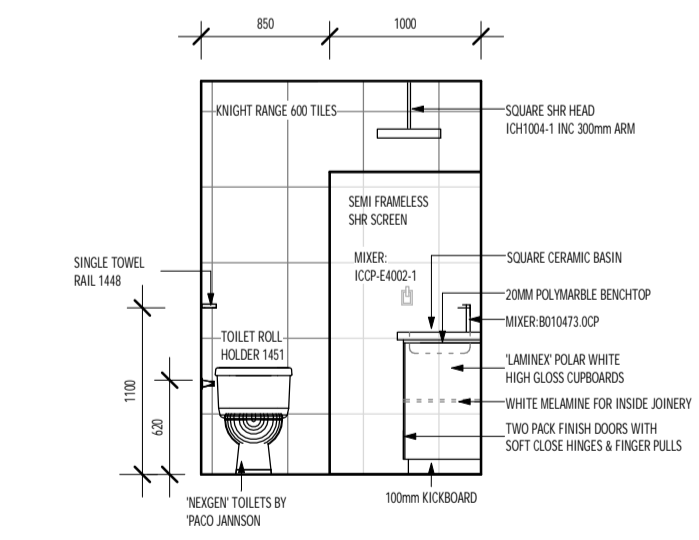 850
1000
KNIGHT RANGE 600 TILES
SQUARE SHR HEAD
ICH1004-1 INC 300mm ARM
SEMI FRAMELESS
SHR SCREEN
MIXER:
ICCP-E4002-1
SINGLE TOWEL
RAIL 1448
SQUARE CERAMIC BASIN
20MM POLYMARBLE BENCHTOP
MIXER:B010473.0CP
TOILET ROLL
HOLDER 1451
'LAMINEX' POLAR WHITE
HIGH GLOSS CUPBOARDS
1100
620
WHITE MELAMINE FOR INSIDE JOINERY
TWO PACK FINISH DOORS WITH
SOFT CLOSE HINGES & FINGER PULLS
'NEXGEN' TOILETS BY
'PACO JANNSON
100mm KICKBOARD